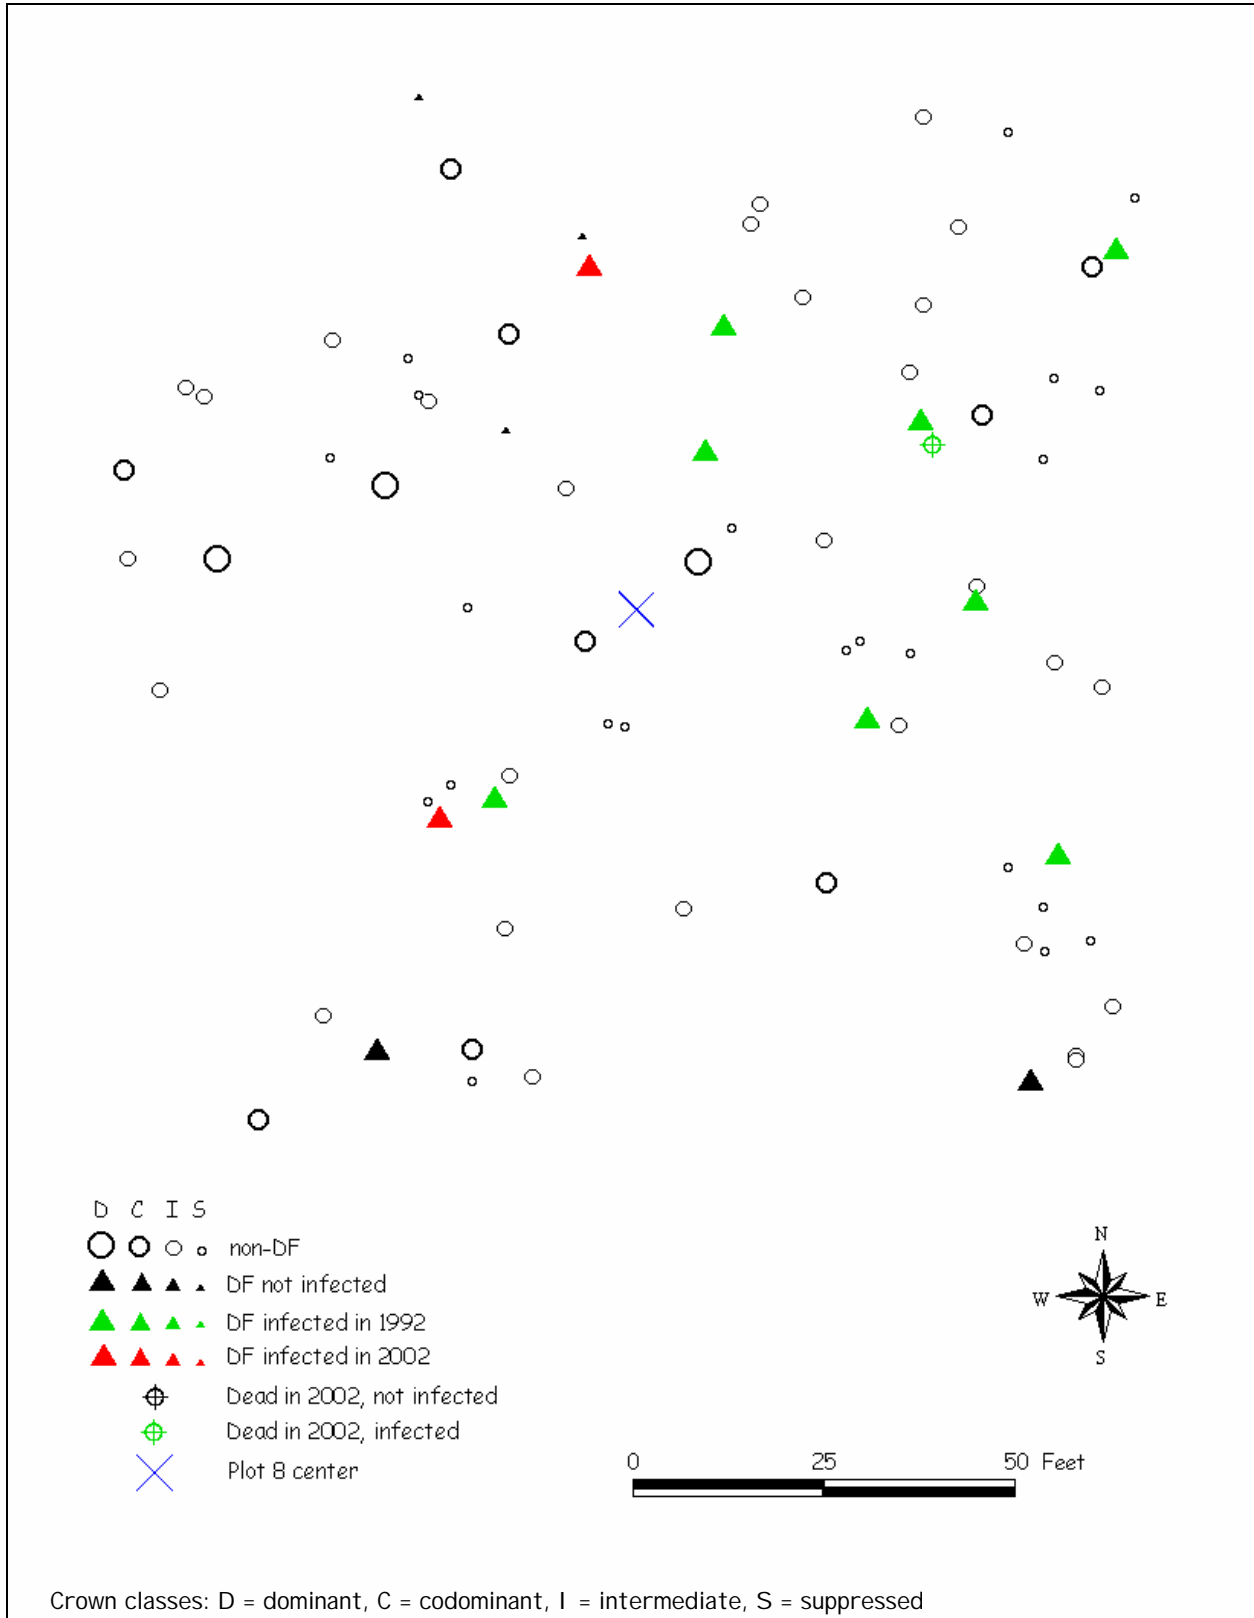 D C I S
non-DF
DF not infected
DF infected in 1992
DF infected in 2002
Dead in 2002, not infected
Dead in 2002, infected
Plot 8 center
N
W E
S
0 25 50 Feet
Crown classes: D = dominant, C = codominant, I = intermediate, S = suppressed